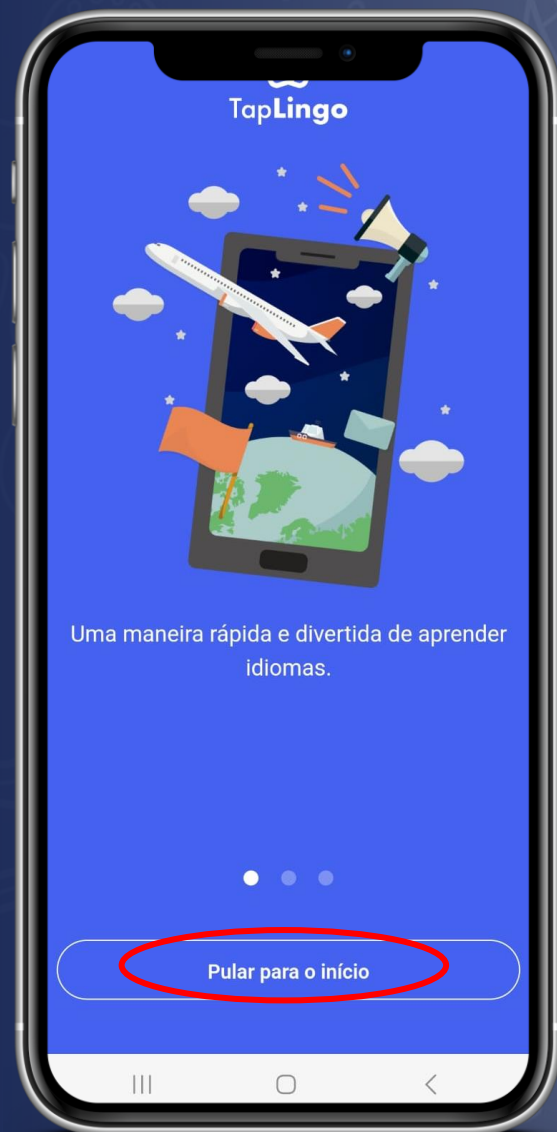 TapLingo
Uma maneira rápida e divertida de aprender
idiomas.
Pular para o início